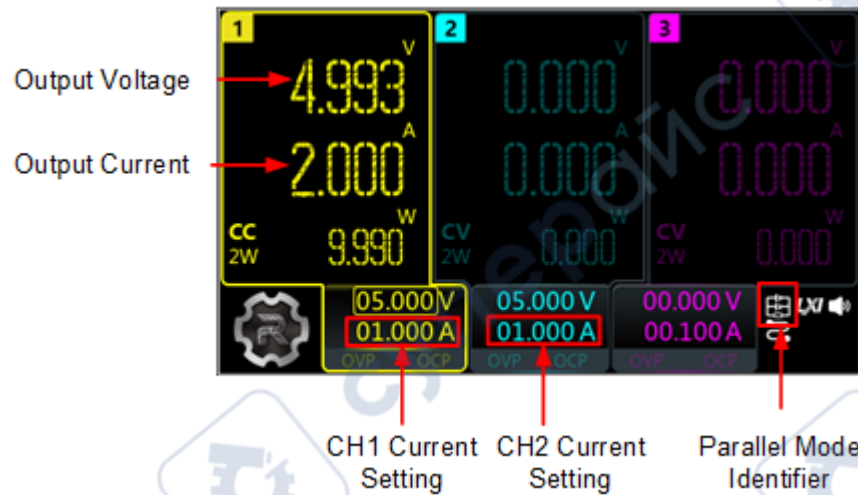 1
2
3
V
V
V
Output Voltage
4.993
0.000
0.000
A
A
A
Output Current
2.000
0.000
0.000
W
W
W
CC
9.990
CV
0.000
CV
0.000
2W
2W
2W
05.000 V
05.000 V
00.000 V
LXI
01.000 A
01.000 A
00.100 A
OVP OCP
OVP OCP
OVP OCP
CH1 Current
Setting
CH2 Current
Setting
Parallel Mode
Identifier